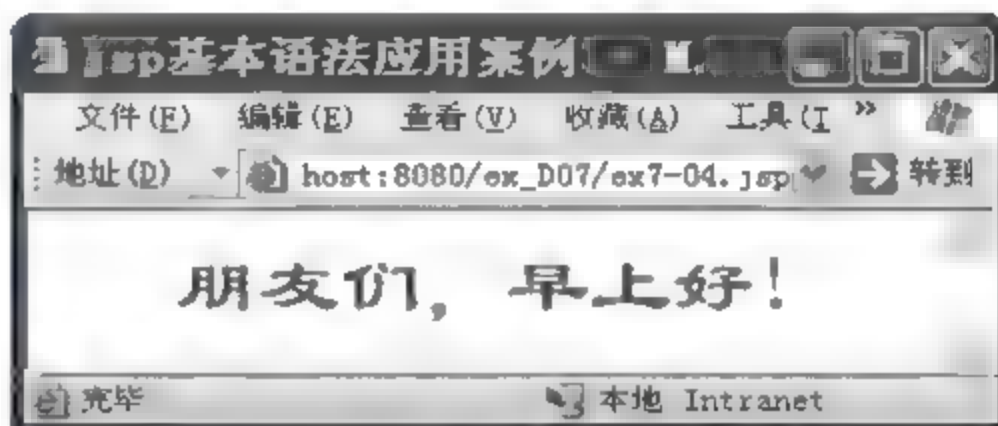 jsp基本语法应用案例
文件(F) 编辑(E) 查看(V) 收藏(A) 工具(T »
地址(D) host:8080/ex_D07/ex7-04.jsp 转到
朋友们，早上好！
完毕 本地 Intranet